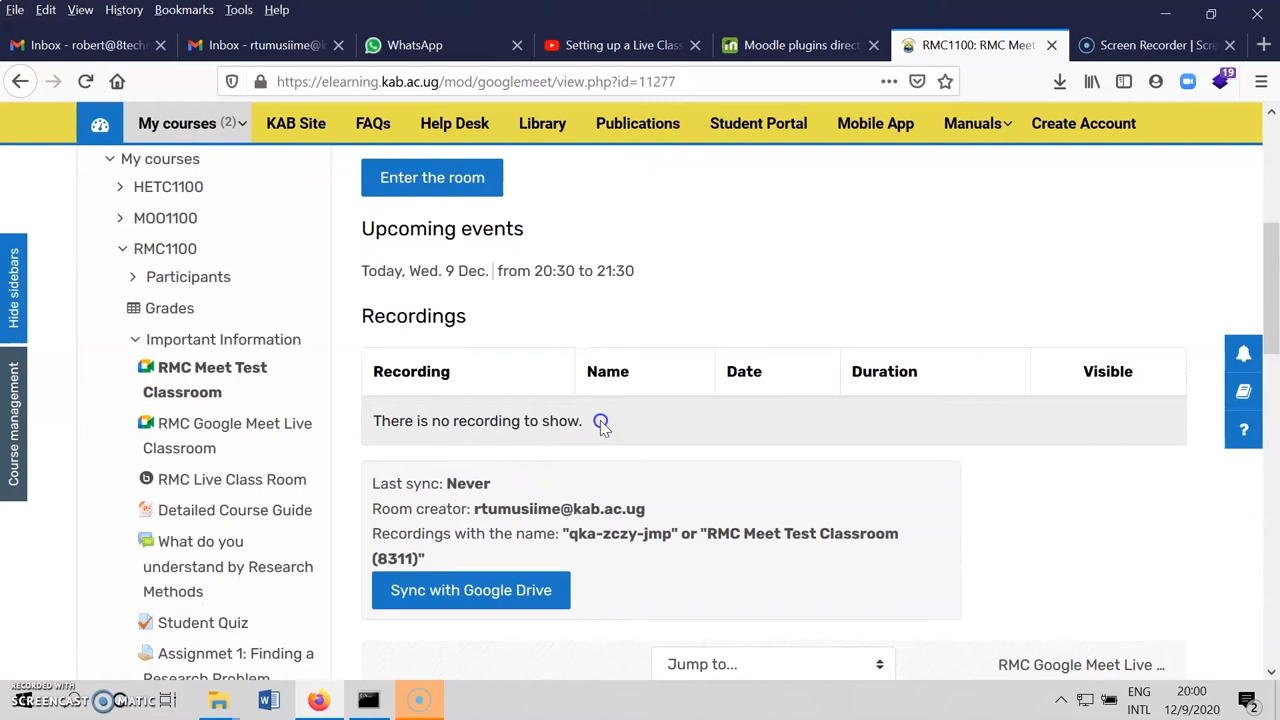 File Edit View History Bookmarks Tools Help
Inbox - robert@8tech
Inbox - rtumusiime@k
WhatsApp
Setting up a Live Class
Moodle plugins direct
RMC1100: RMC Meet
Screen Recorder | Scr
https://elearning.kab.ac.ug/mod/googlemeet/view.php?id=11277
19
My courses (2) KAB Site FAQs Help Desk Library Publications Student Portal Mobile App Manuals Create Account
Hide sidebars
Course management
My courses
HETC1100
MOO1100
RMC1100
Participants
Grades
Important Information
RMC Meet Test
Classroom
RMC Google Meet Live
Classroom
RMC Live Class Room
Detailed Course Guide
What do you
understand by Research
Methods
Student Quiz
Assignmet 1: Finding a
Research Problem
Enter the room
Upcoming events
Today, Wed. 9 Dec. from 20:30 to 21:30
Recordings
Recording Name Date Duration Visible
There is no recording to show.
Last sync: Never
Room creator: rtumusiime@kab.ac.ug
Recordings with the name: "qka-zczy-jmp" or "RMC Meet Test Classroom
(8311)"
Sync with Google Drive
Jump to...
RMC Google Meet Live ...
RECORDED WITH
SCREENCAST MATIC
ENG
INTL
20:00
12/9/2020
2